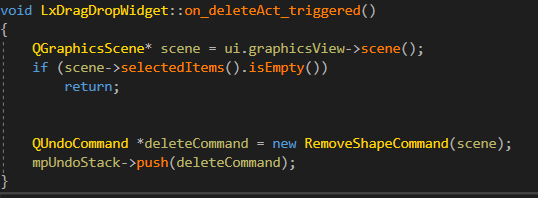 void LxDragDropWidget::on_deleteAct_triggered()
{
QGraphicsScene* scene = ui.graphicsView->scene();
if (scene->selectedItems().isEmpty())
return;
QUndoCommand *deleteCommand = new RemoveShapeCommand(scene);
mpUndoStack->push(deleteCommand);
}